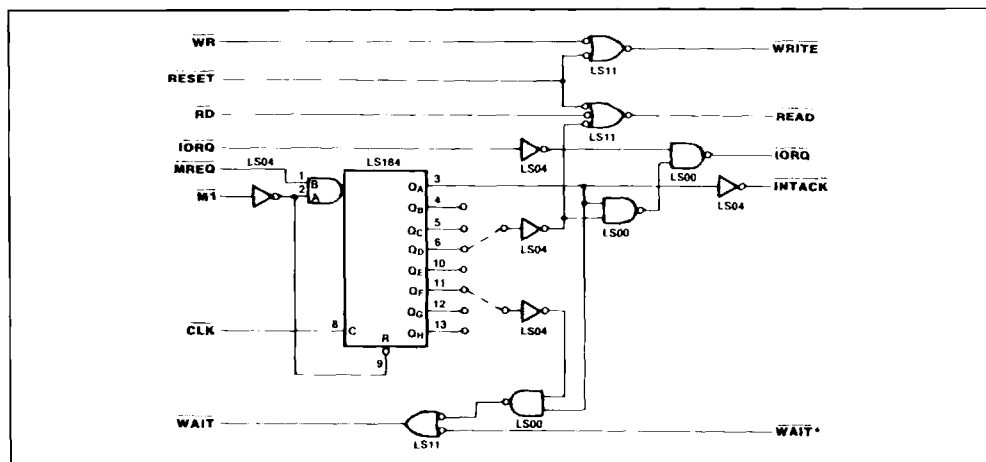 WR
WRITE
LS11
RESET
RD
READ
LS11
IORQ
LS04
IORQ
LS00
MREQ
LS04
LS164
1
B
2
A
M1
QA 3
INTACK
LS04
QB 4
LS00
QC 5
QD 6
LS04
QE 10
QF 11
QG 12
LS04
QH 13
CLK
8
C
R
9
LS00
WAIT
LS11
WAIT*